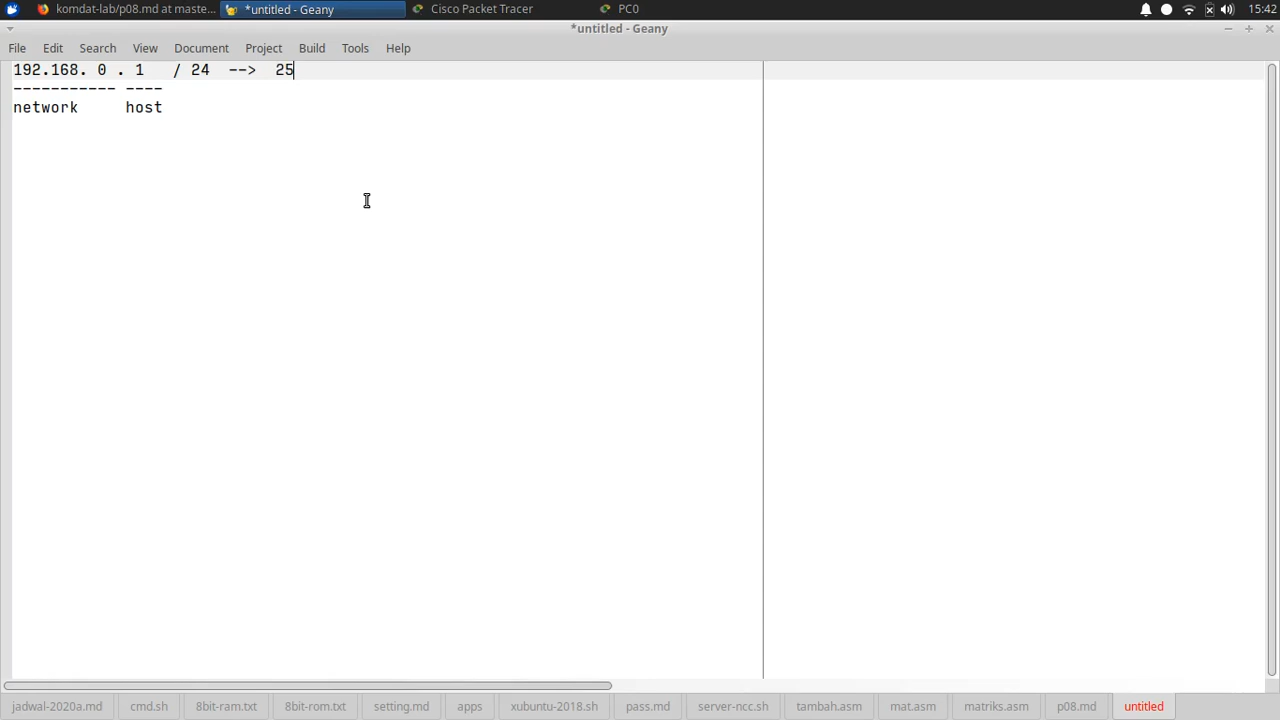 komdat-lab/p08.md at maste... *untitled - Geany Cisco Packet Tracer PC0 15:42
*untitled - Geany
File Edit Search View Document Project Build Tools Help
192.168. 0 . 1   / 24  -->  25
----------- ----
network     host
jadwal-2020a.md cmd.sh 8bit-ram.txt 8bit-rom.txt setting.md apps xubuntu-2018.sh pass.md server-ncc.sh tambah.asm mat.asm matriks.asm p08.md untitled